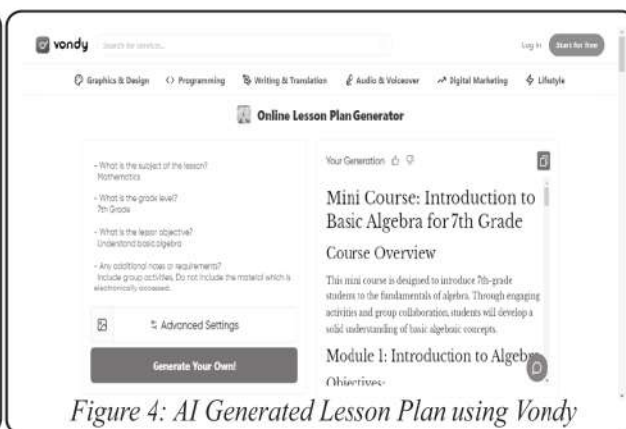 vondy
Search for services...
Log In
Start for free
Graphics & Design
Programming
Writing & Translation
Audio & Voiceover
Digital Marketing
Lifestyle
Online Lesson Plan Generator
- What is the subject of the lesson?
Mathematics
- What is the grade level?
7th Grade
- What is the lesson objective?
Understand basic algebra
- Any additional notes or requirements?
Include group activities. Do not include the material which is
electronically accessed.
Advanced Settings
Generate Your Own!
Your Generation
Mini Course: Introduction to
Basic Algebra for 7th Grade
Course Overview
This mini course is designed to introduce 7th-grade
students to the fundamentals of algebra. Through engaging
activities and group collaboration, students will develop a
solid understanding of basic algebraic concepts.
Module 1: Introduction to Algebra
Objectives:
Figure 4: AI Generated Lesson Plan using Vondy